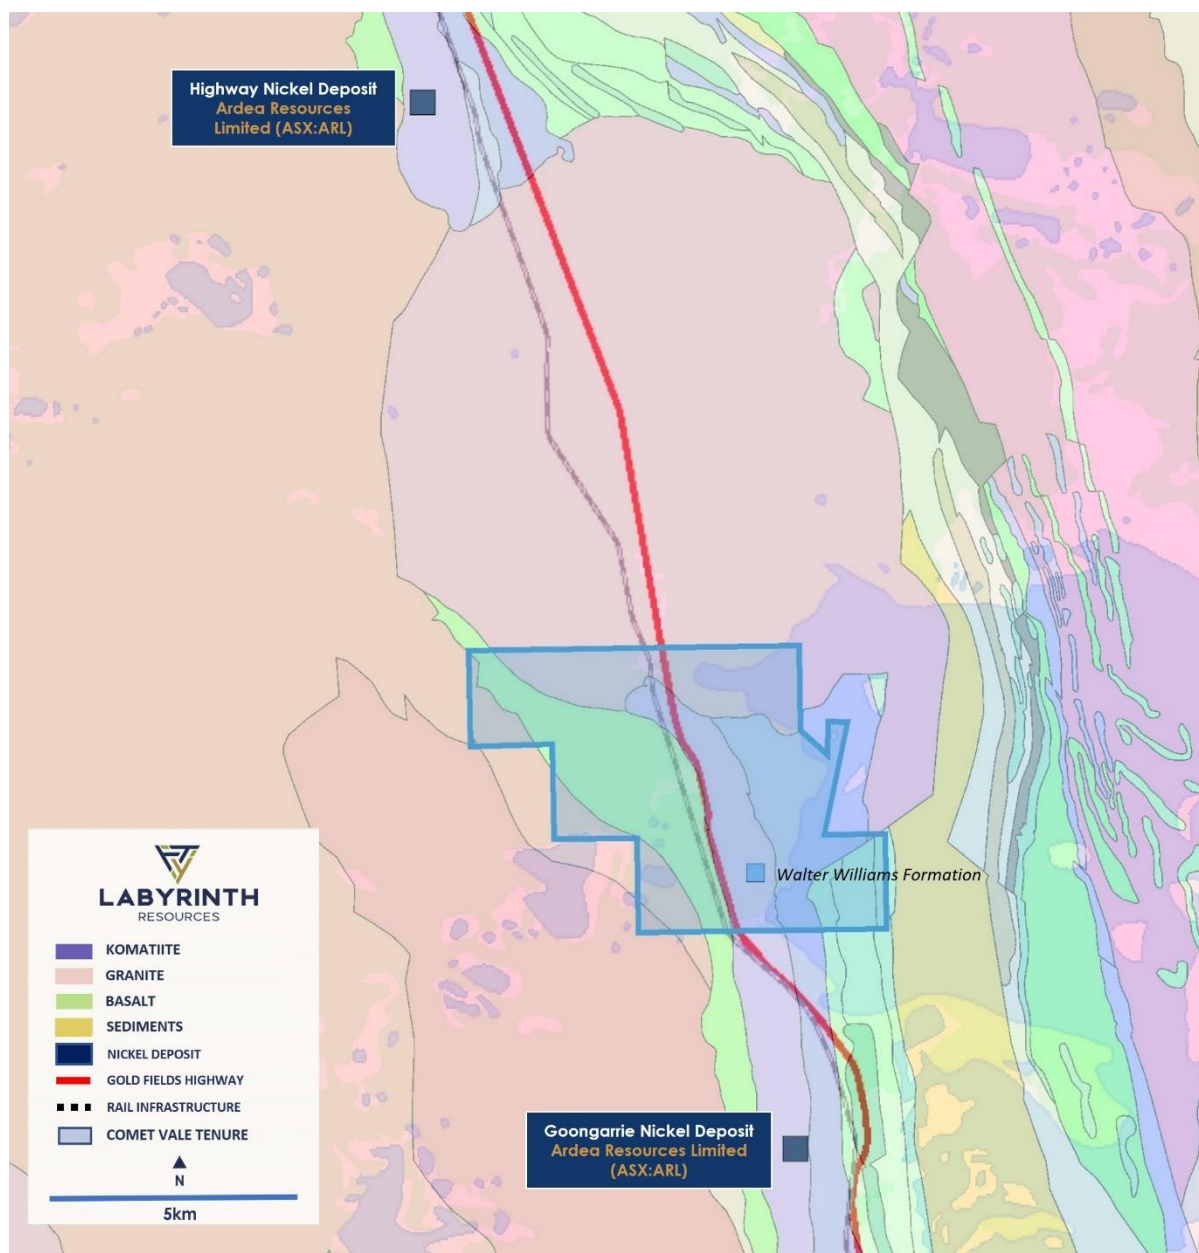 Highway Nickel Deposit
Ardea Resources
Limited (ASX:ARL)
Walter Williams Formation
LABYRINTH
RESOURCES
KOMATIITE
GRANITE
BASALT
SEDIMENTS
NICKEL DEPOSIT
GOLD FIELDS HIGHWAY
RAIL INFRASTRUCTURE
COMET VALE TENURE
N
5km
Goongarrie Nickel Deposit
Ardea Resources Limited
(ASX:ARL)